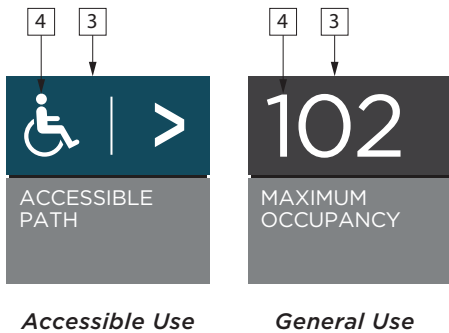 4 3 4 3
> 102
ACCESSIBLE
PATH
MAXIMUM
OCCUPANCY
Accessible Use General Use